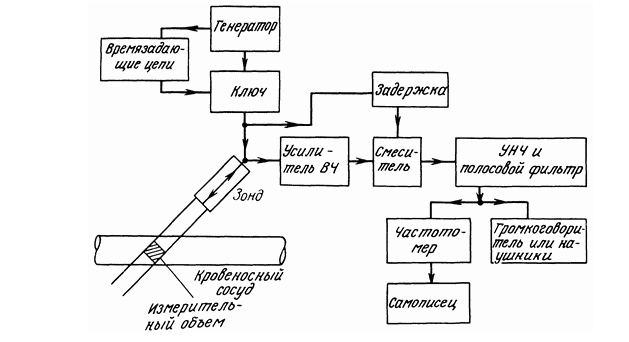 Генератор
Времязадаю-
щие цепи
Ключ
Задержка
Усили-
тель ВЧ
Смеси-
тель
УНЧ и
полосовой фильтр
Зонд
Частото-
мер
Громкоговори-
тель или на-
ушники
Кровеносный
сосуд
Измеритель-
ный объем
Самописец